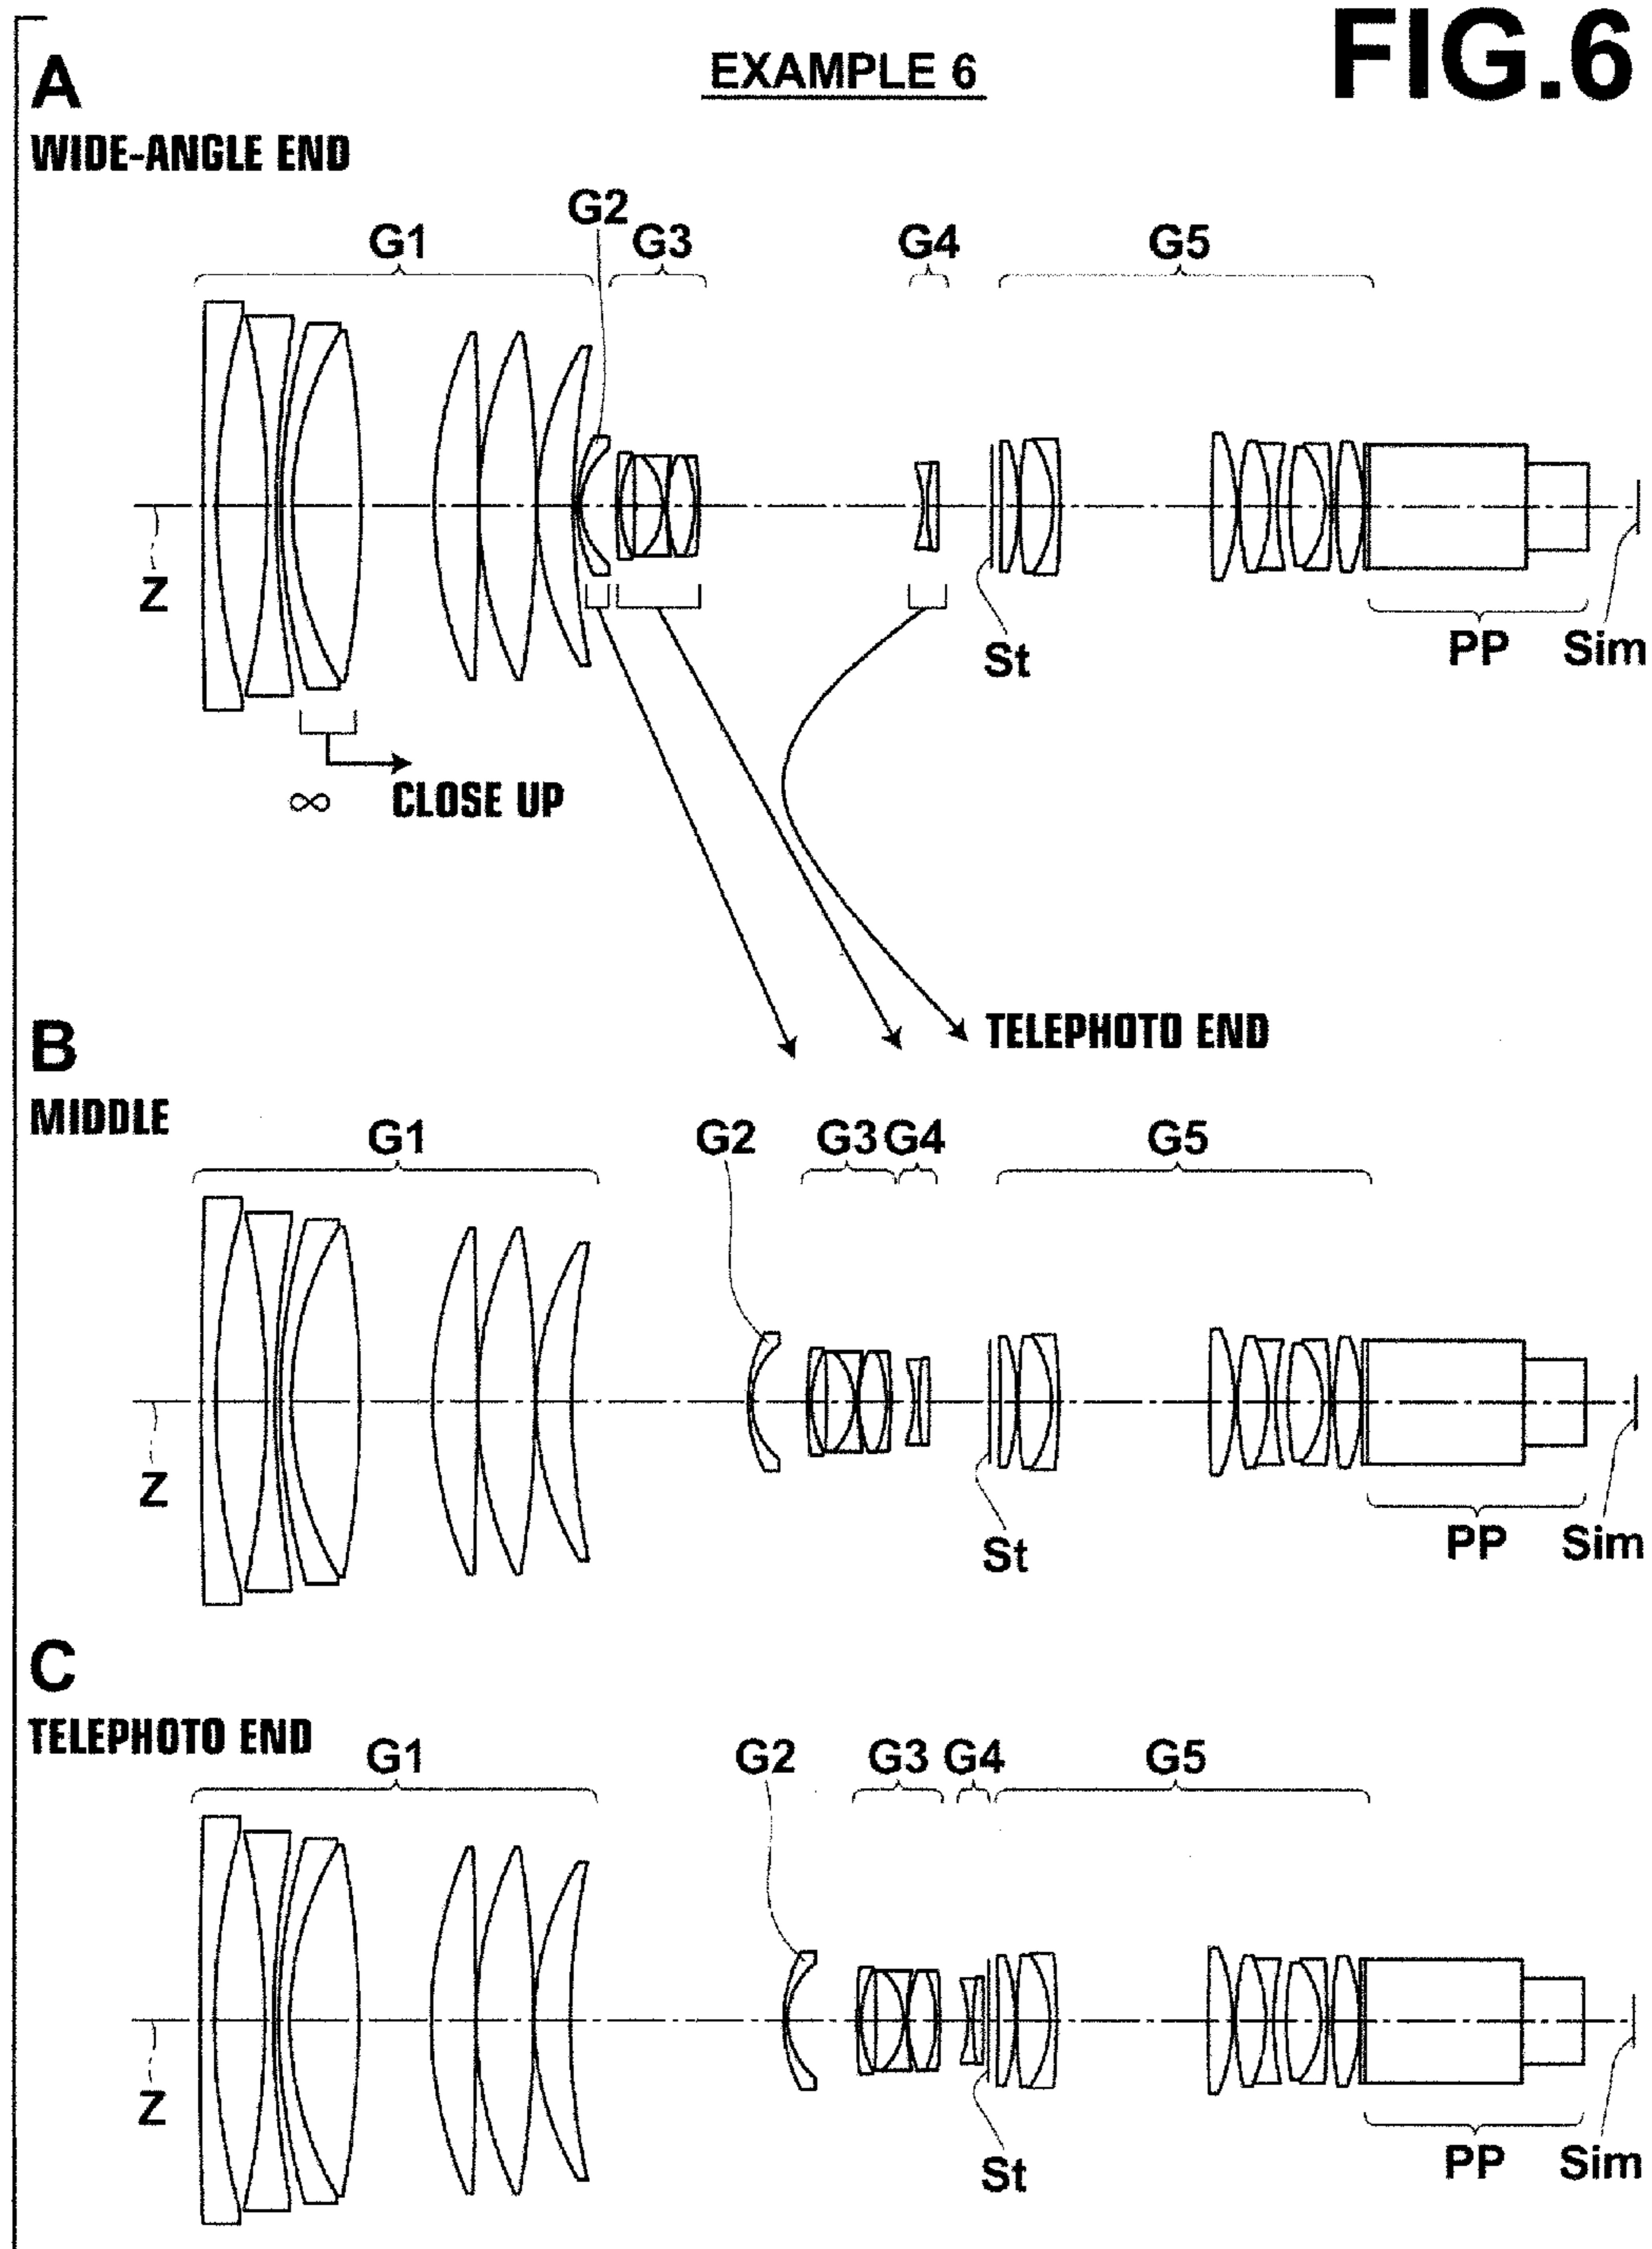 FIG.6
EXAMPLE 6
A
WIDE-ANGLE END
G1 G2 G3 G4 G5
Z St PP Sim
∞ CLOSE UP
TELEPHOTO END
B
MIDDLE
G1 G2 G3 G4 G5
Z St PP Sim
C
TELEPHOTO END
G1 G2 G3 G4 G5
Z St PP Sim